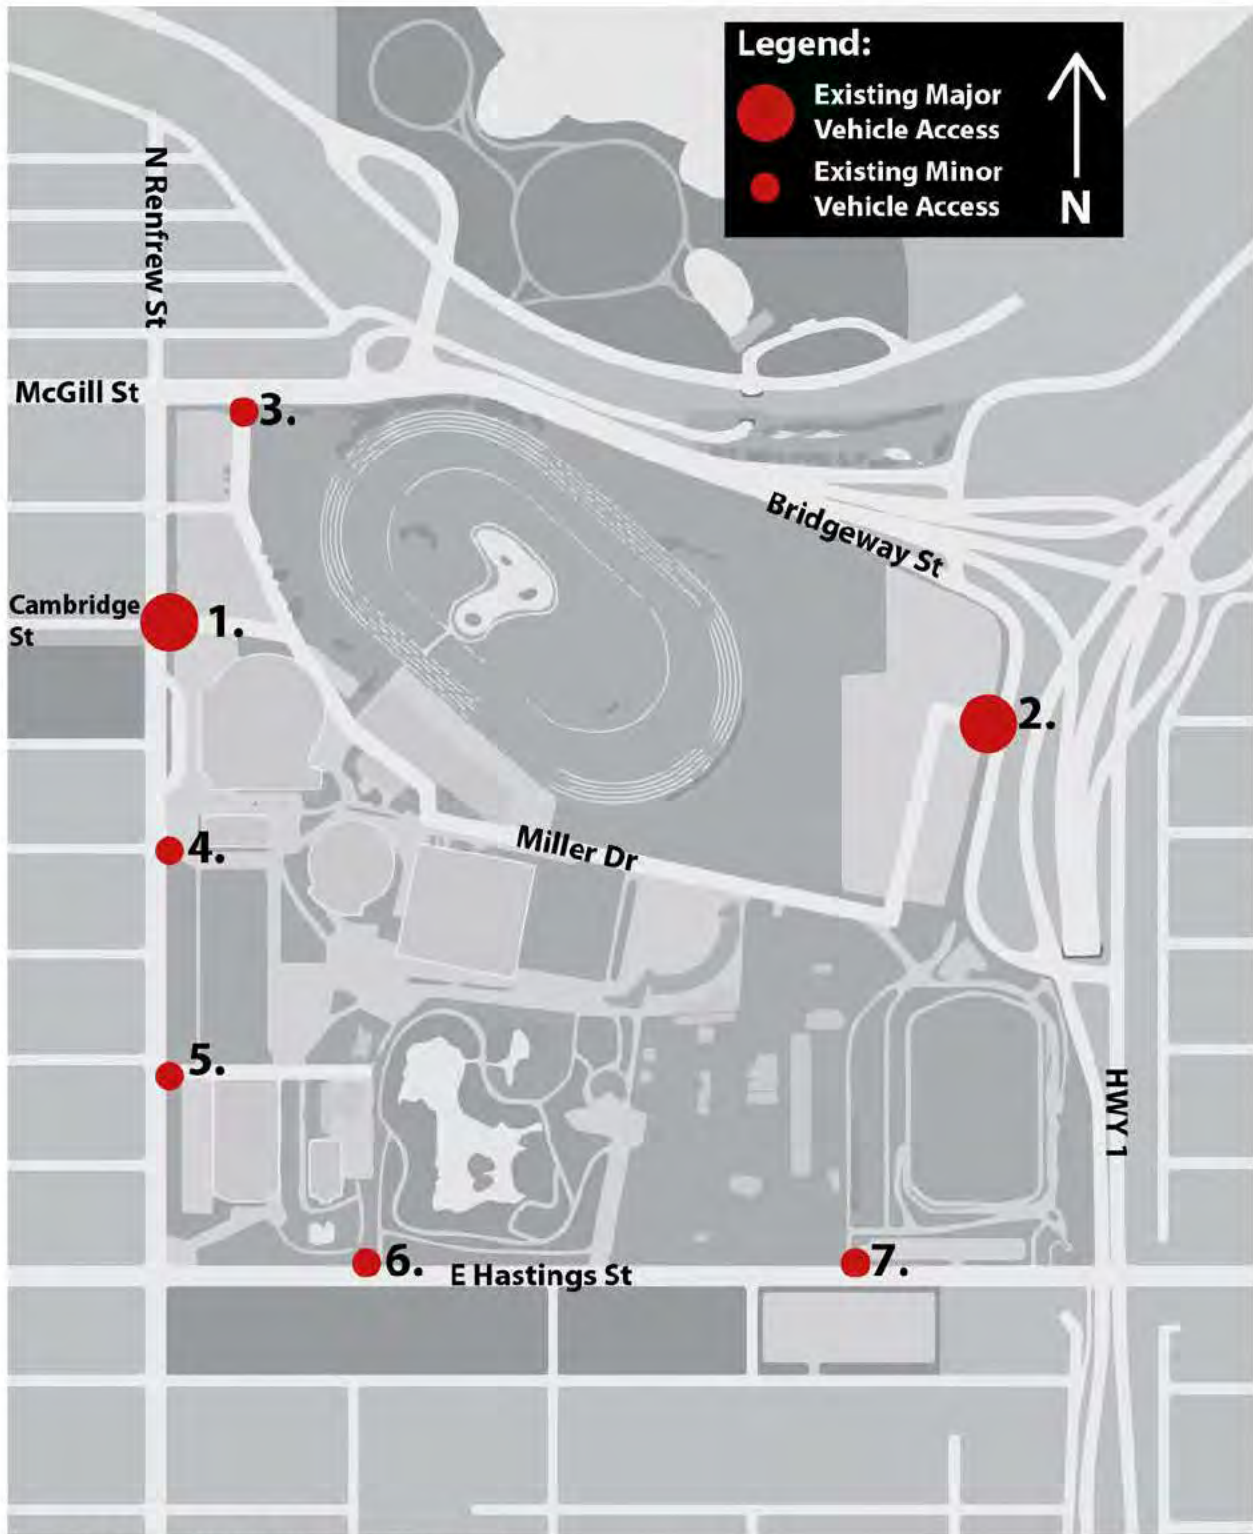 Legend:
Existing Major
Vehicle Access
Existing Minor
Vehicle Access
N
N Renfrew St
McGill St
3.
Bridgeway St
Cambridge
St
1.
2.
Miller Dr
4.
5.
HWY 1
6.
E Hastings St
7.